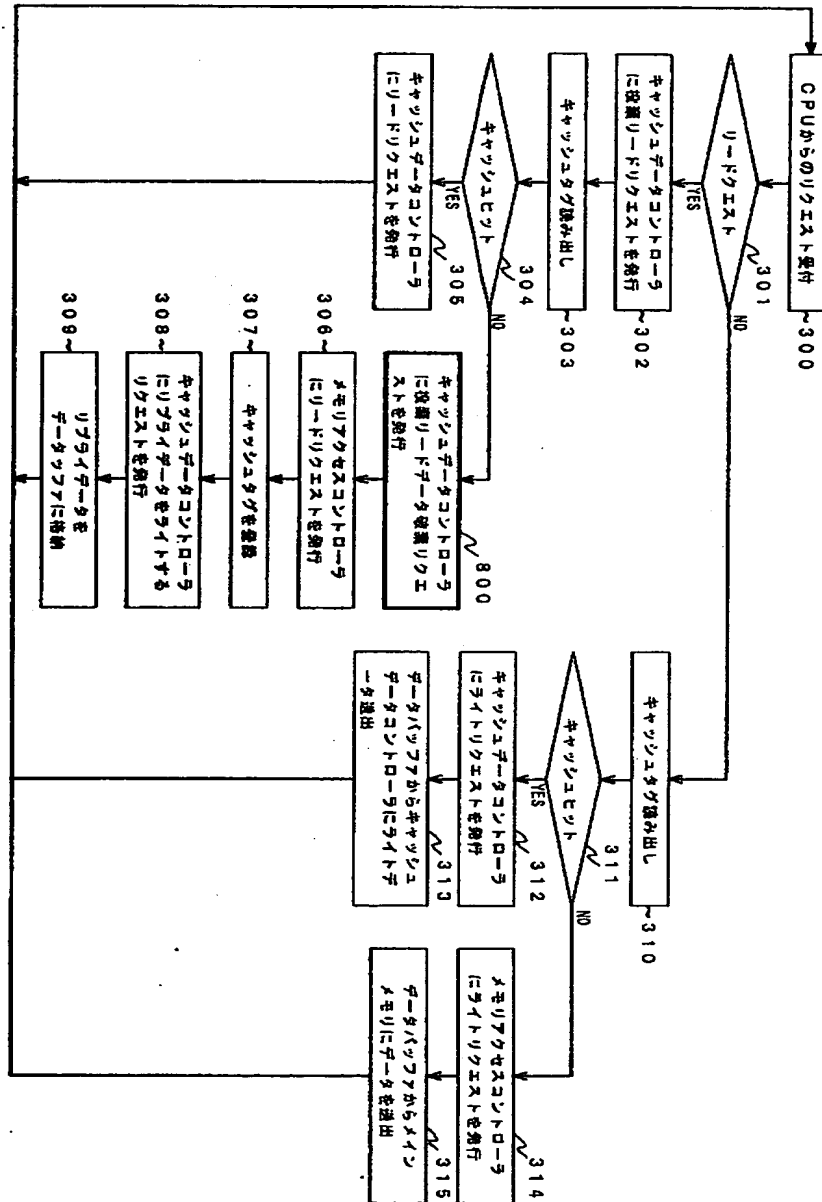 CPUからのリクエスト受付
~300
リードクエスト
301
YES
NO
キャッシュデータコントローラ
に投棄リードリクエストを発行
~302
キャッシュタグ読み出し
~303
キャッシュヒット
304
YES
NO
キャッシュデータコントローラ
にリードリクエストを発行
305
キャッシュデータコントローラ
に投棄リードデータ破棄リクエ
ストを発行
800
メモリアクセスコントローラ
にリードリクエストを発行
306~
キャッシュタグを登録
307~
キャッシュデータコントローラ
にリプライデータをライトする
リクエストを発行
308~
リプライデータを
データッファに格納
309~
キャッシュタグ読み出し
~310
キャッシュヒット
311
YES
NO
キャッシュデータコントローラ
にライトリクエストを発行
312
データバッファからキャッシュ
データコントローラにライトデ
ータ送出
313
メモリアクセスコントローラ
にライトリクエストを発行
314
データバッファからメイン
メモリにデータを送出
315